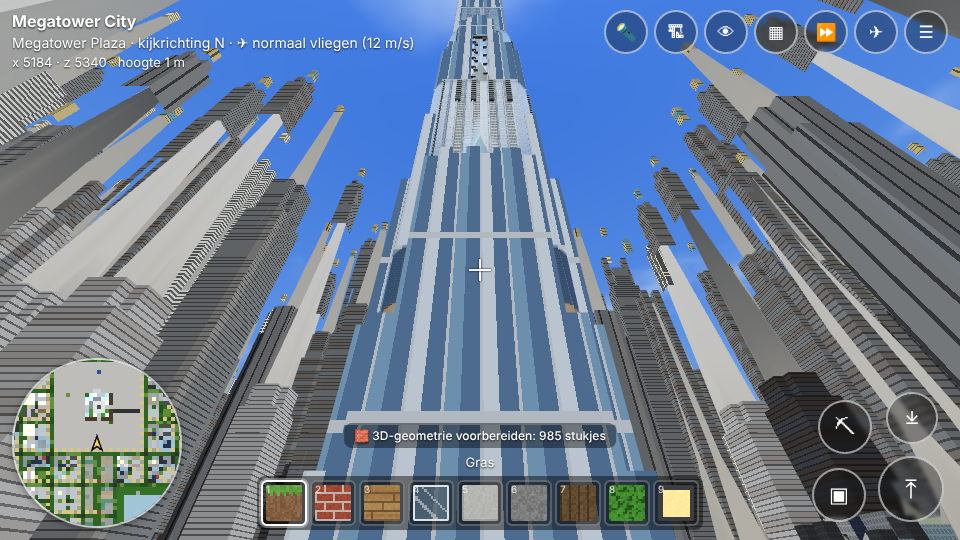 Megatower City
Megatower Plaza · kijkrichting N · ✈ normaal vliegen (12 m/s)
x 5184 · z 5340 · hoogte 1 m
3D-geometrie voorbereiden: 985 stukjes
Gras
1 2 3 4 5 6 7 8 9